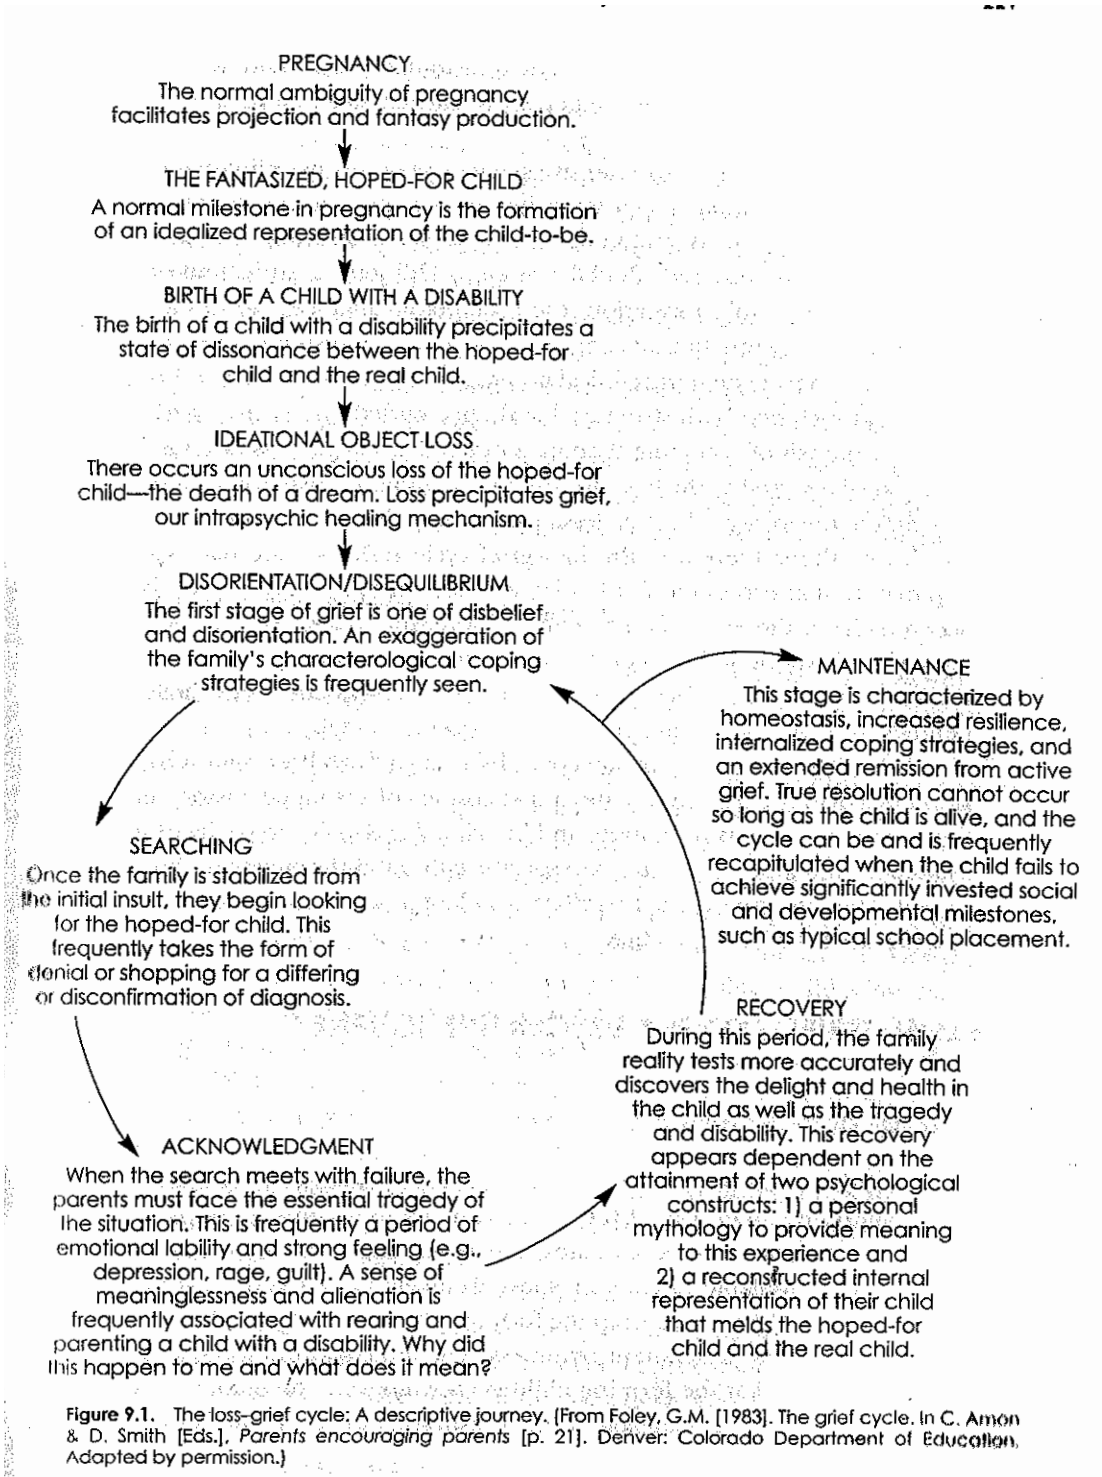 PREGNANCY
The normal ambiguity of pregnancy
facilitates projection and fantasy production.
THE FANTASIZED, HOPED-FOR CHILD
A normal milestone in pregnancy is the formation
of an idealized representation of the child-to-be.
BIRTH OF A CHILD WITH A DISABILITY
The birth of a child with a disability precipitates a
state of dissonance between the hoped-for
child and the real child.
IDEATIONAL OBJECT LOSS
There occurs an unconscious loss of the hoped-for
child—the death of a dream. Loss precipitates grief,
our intrapsychic healing mechanism.
DISORIENTATION/DISEQUILIBRIUM
The first stage of grief is one of disbelief
and disorientation. An exaggeration of
the family's characterological coping
strategies is frequently seen.
SEARCHING
Once the family is stabilized from
the initial insult, they begin looking
for the hoped-for child. This
frequently takes the form of
denial or shopping for a differing
or disconfirmation of diagnosis.
ACKNOWLEDGMENT
When the search meets with failure, the
parents must face the essential tragedy of
the situation. This is frequently a period of
emotional lability and strong feeling (e.g.,
depression, rage, guilt). A sense of
meaninglessness and alienation is
frequently associated with rearing and
parenting a child with a disability. Why did
this happen to me and what does it mean?
RECOVERY
During this period, the family
reality tests more accurately and
discovers the delight and health in
the child as well as the tragedy
and disability. This recovery
appears dependent on the
attainment of two psychological
constructs: 1) a personal
mythology to provide meaning
to this experience and
2) a reconstructed internal
representation of their child
that melds the hoped-for
child and the real child.
MAINTENANCE
This stage is characterized by
homeostasis, increased resilience,
internalized coping strategies, and
an extended remission from active
grief. True resolution cannot occur
so long as the child is alive, and the
cycle can be and is frequently
recapitulated when the child fails to
achieve significantly invested social
and developmental milestones,
such as typical school placement.
Figure 9.1. The loss–grief cycle: A descriptive journey. (From Foley, G.M. [1983]. The grief cycle. In C. Amon
& D. Smith [Eds.], Parents encouraging parents [p. 21]. Denver: Colorado Department of Education.
Adapted by permission.)